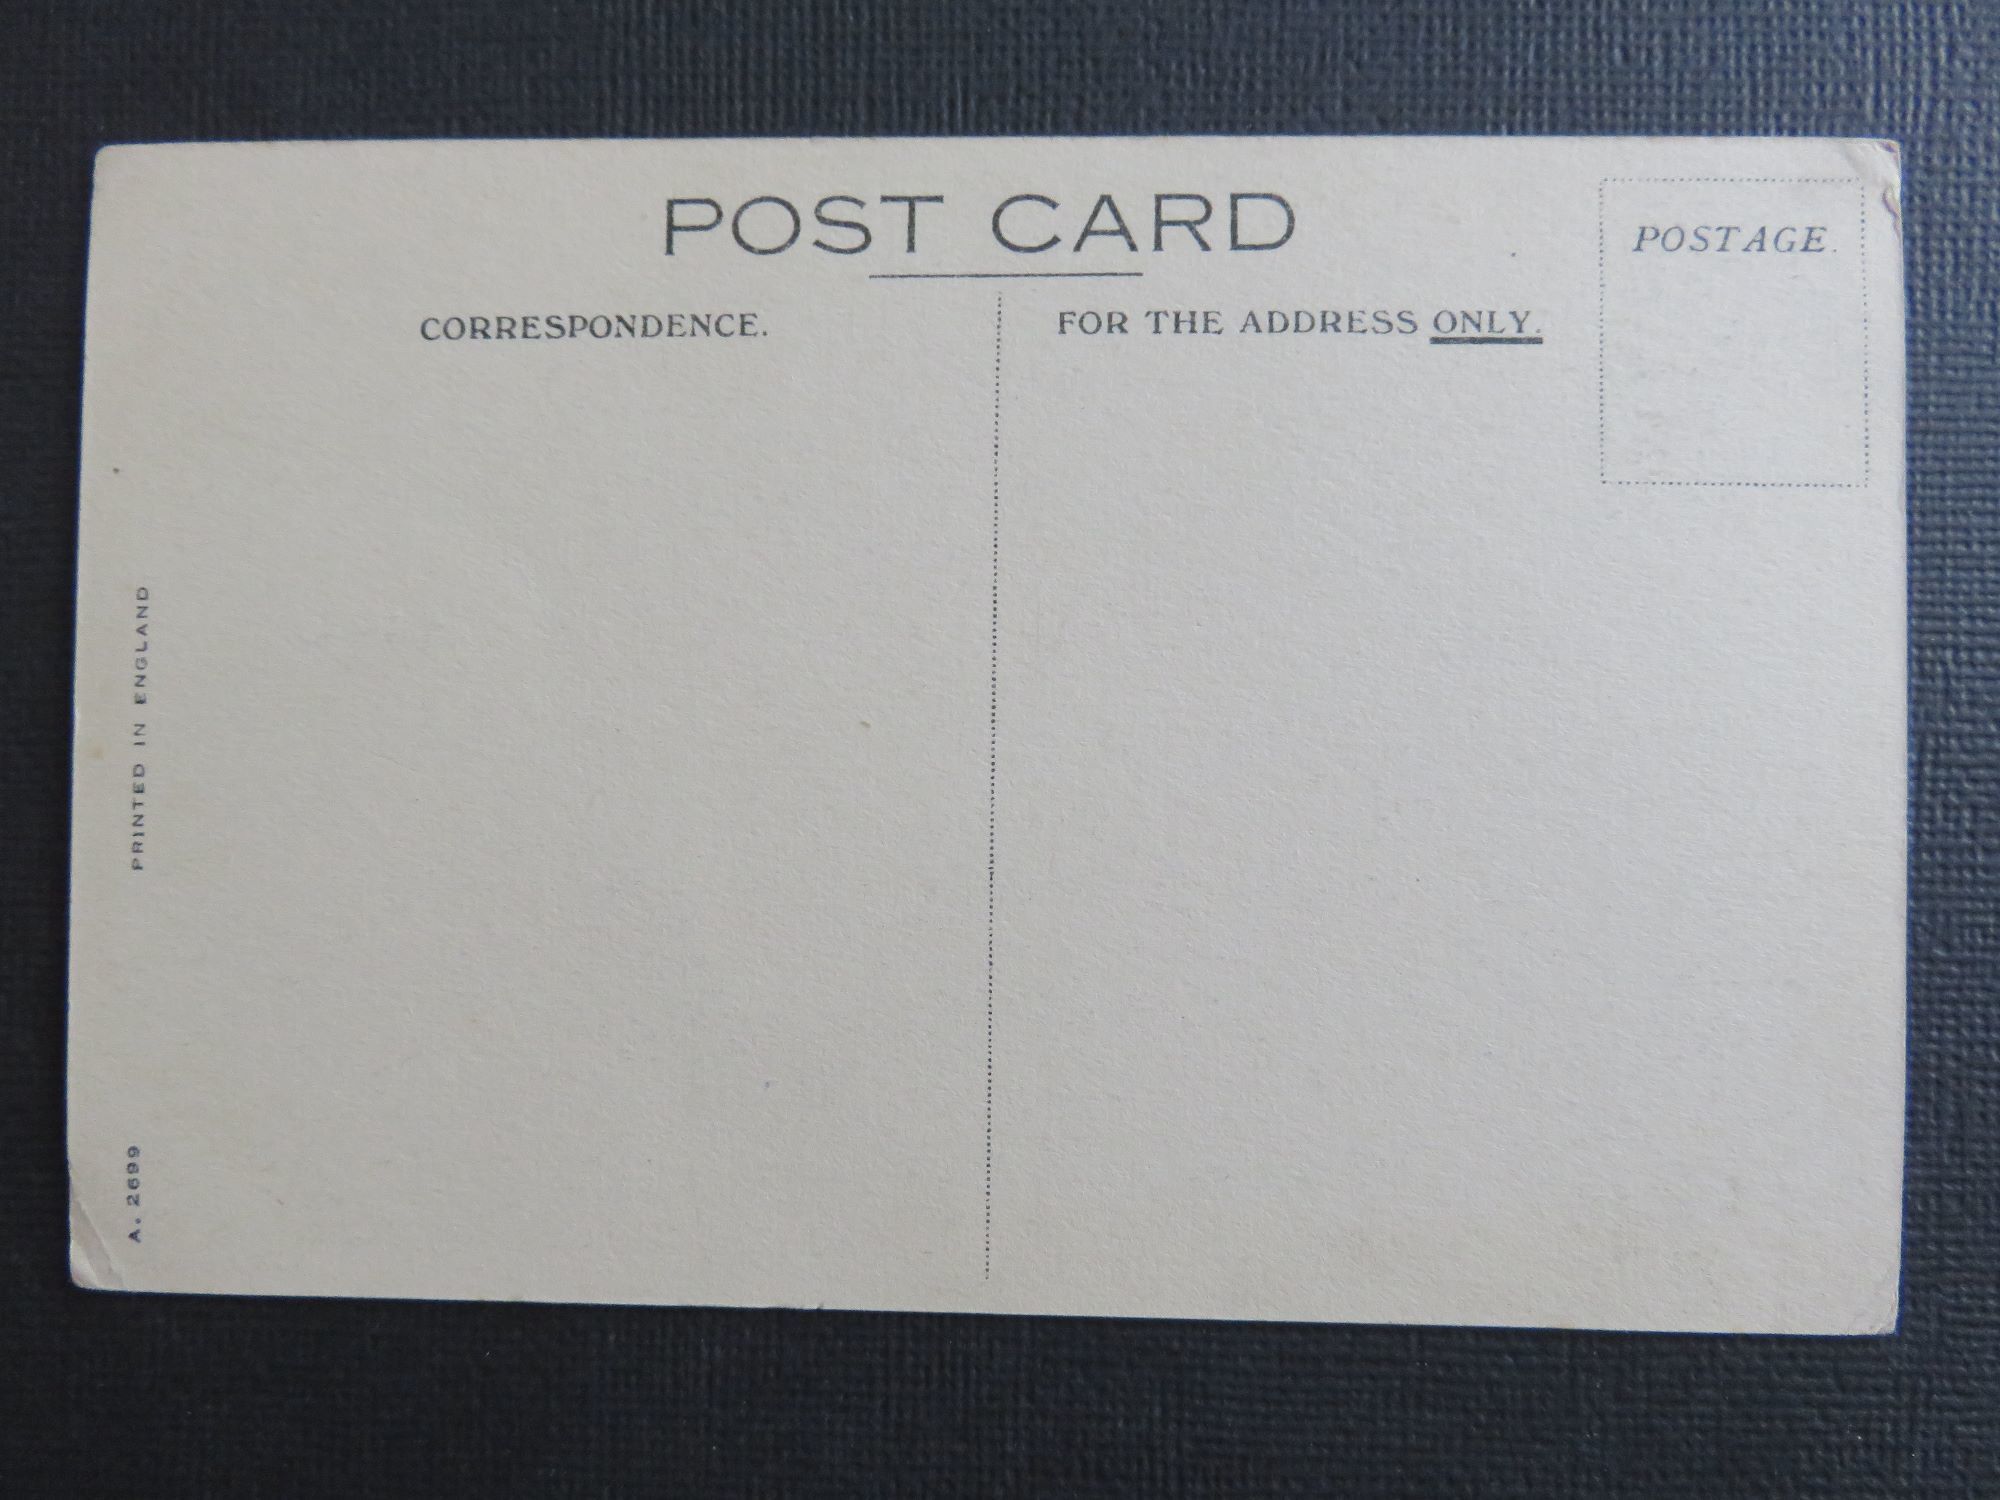 POST CARD
POSTAGE.
CORRESPONDENCE.
FOR THE ADDRESS ONLY.
PRINTED IN ENGLAND
A. 2699